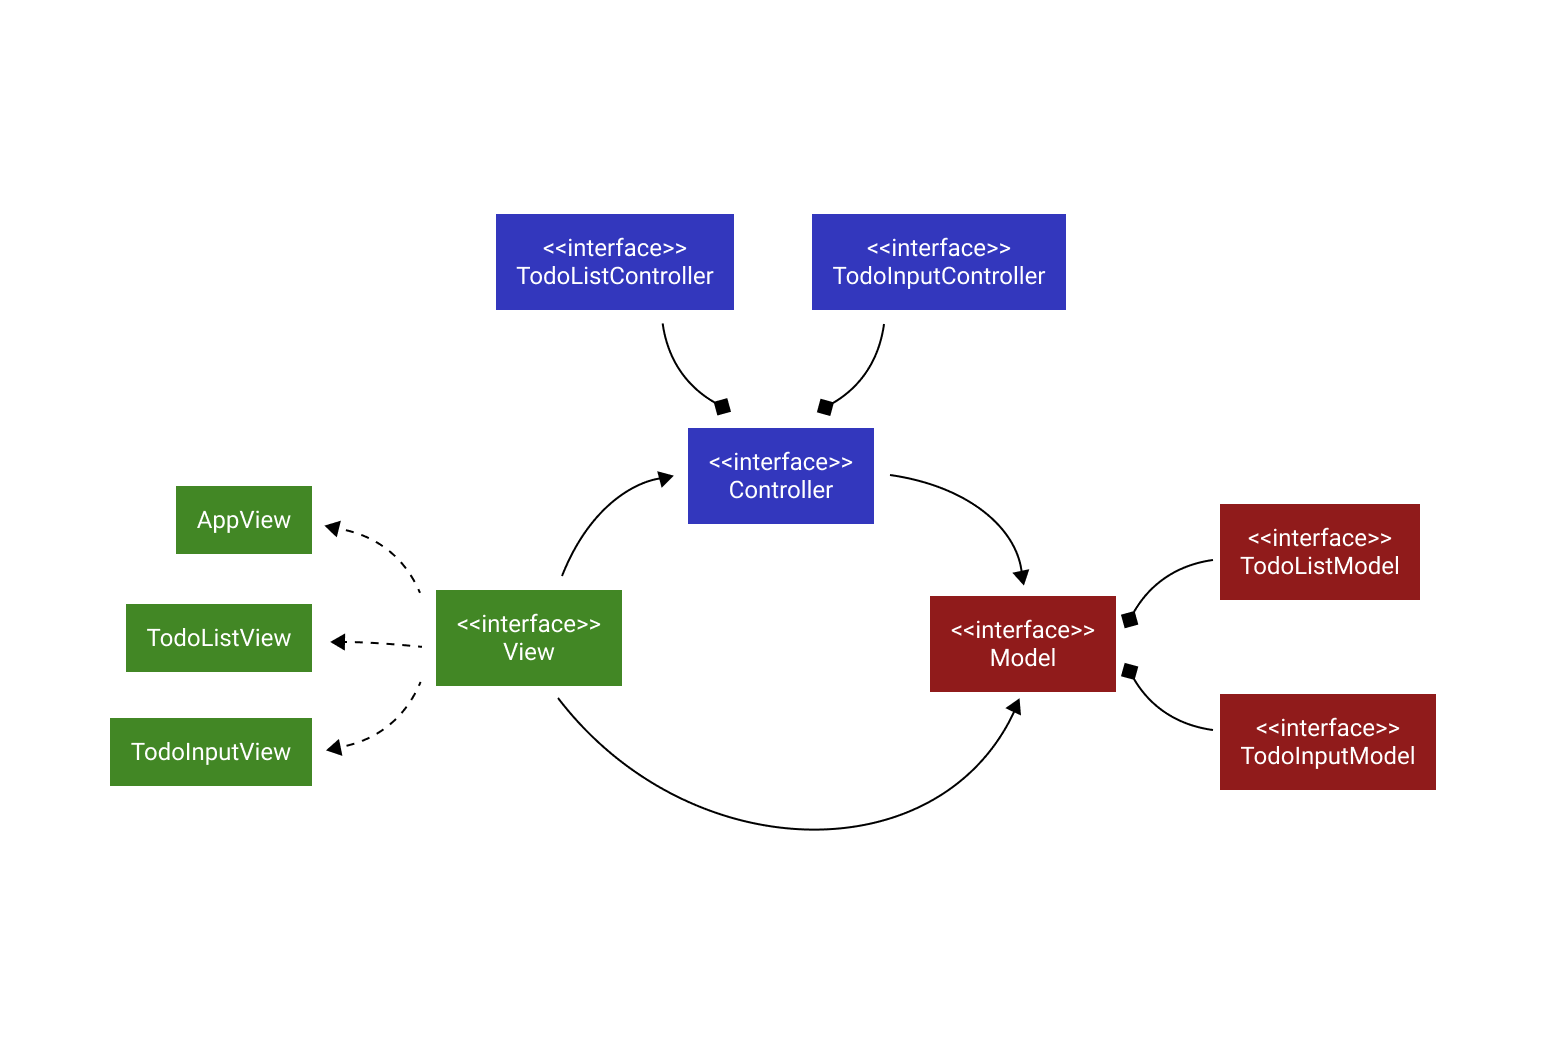 <<interface>>
TodoListController
<<interface>>
TodoInputController
<<interface>>
Controller
AppView
TodoListView
TodoInputView
<<interface>>
View
<<interface>>
Model
<<interface>>
TodoListModel
<<interface>>
TodoInputModel